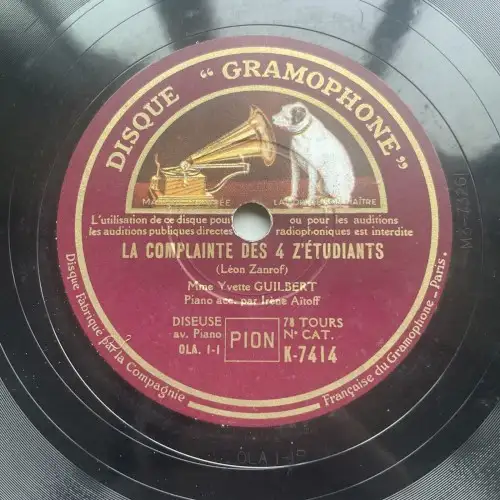 DISQUE "GRAMOPHONE"
L'utilisation de ce disque pour ou pour les auditions
les auditions publiques directes radiophoniques est interdite
LA COMPLAINTE DES 4 Z'ÉTUDIANTS
(Léon Zanrof)
Mme Yvette GUILBERT
Piano acc. par Irène Aïtoff
DISEUSE
av. Piano
OLA. 1-1
PION
78 TOURS
No CAT.
K-7414
Disque Fabriqué par la Compagnie Française du Gramophone - Paris.
OLA 1-1